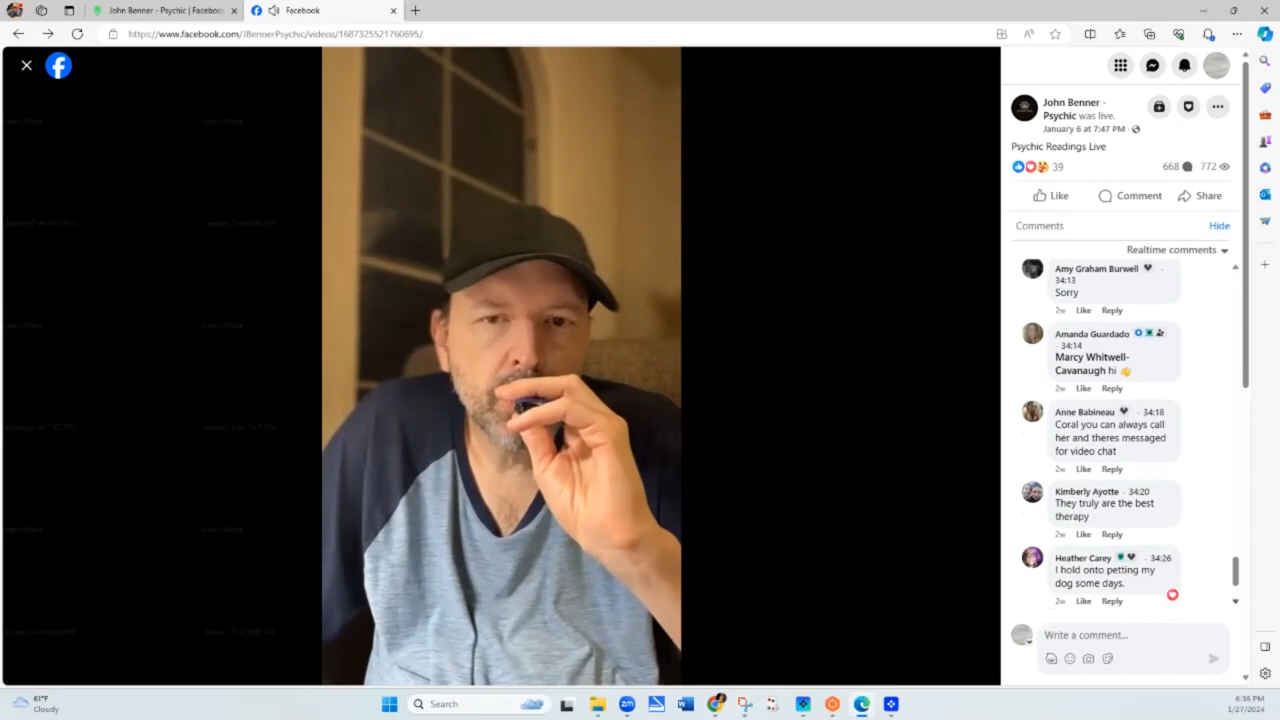 John Benner - Psychic | Facebook
Facebook
https://www.facebook.com/JBennerPsychic/videos/1687325521760695/
John Benner -
Psychic was live.
January 6 at 7:47 PM ·
Psychic Readings Live
39
668
772
Like
Comment
Share
Comments
Hide
Realtime comments
Amy Graham Burwell ·
34:13
Sorry
2w Like Reply
Amanda Guardado
· 34:14
Marcy Whitwell-
Cavanaugh hi 👋
2w Like Reply
Anne Babineau · 34:18
Coral you can always call
her and theres messaged
for video chat
2w Like Reply
Kimberly Ayotte · 34:20
They truly are the best
therapy
2w Like Reply
Heather Carey · 34:26
I hold onto petting my
dog some days.
2w Like Reply
Write a comment...
61°F
Cloudy
Search
zm
6:36 PM
1/27/2024